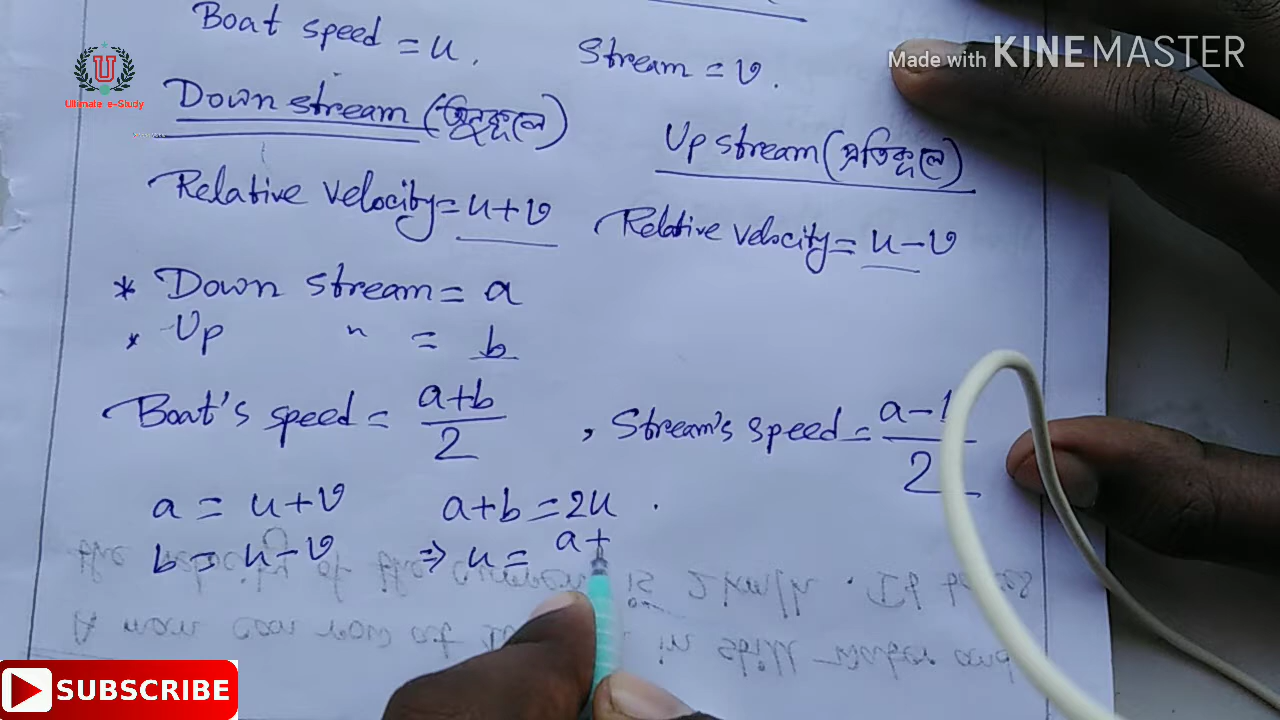 Boat speed = u, Stream = v.
Made with KINEMASTER
U
Ultimate e-Study
Down stream (অনুকূলে)
Up stream (প্রতিকূলে)
Relative velocity = u+v
Relative velocity = u-v
* Down stream = a
* Up " = b
Boat's speed = a+b/2, Stream's speed = a-/2
a = u+v a+b = 2u.
b = u-v ⇒ u = a+
SUBSCRIBE